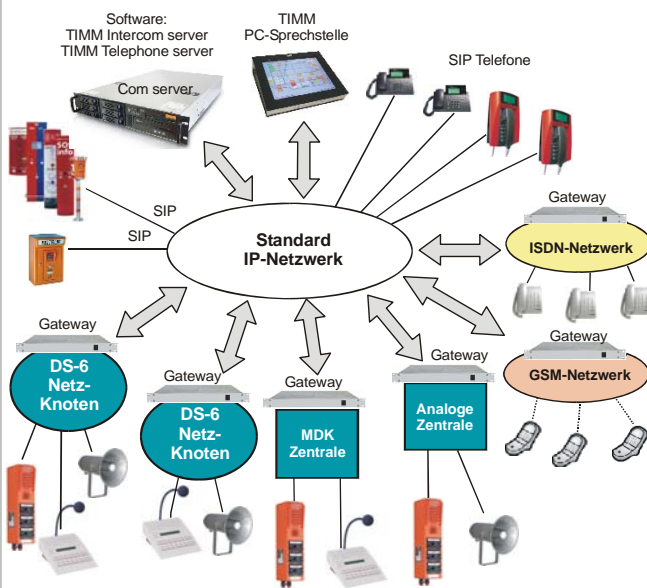 Software:
TIMM Intercom server
TIMM Telephone server
TIMM
PC-Sprechstelle
Com server
SIP Telefone
SOS
info
SIP
SIP
Standard
IP-Netzwerk
Gateway
ISDN-Netzwerk
Gateway
GSM-Netzwerk
Gateway
DS-6
Netz-
Knoten
Gateway
DS-6
Netz-
Knoten
Gateway
MDK
Zentrale
Gateway
Analoge
Zentrale